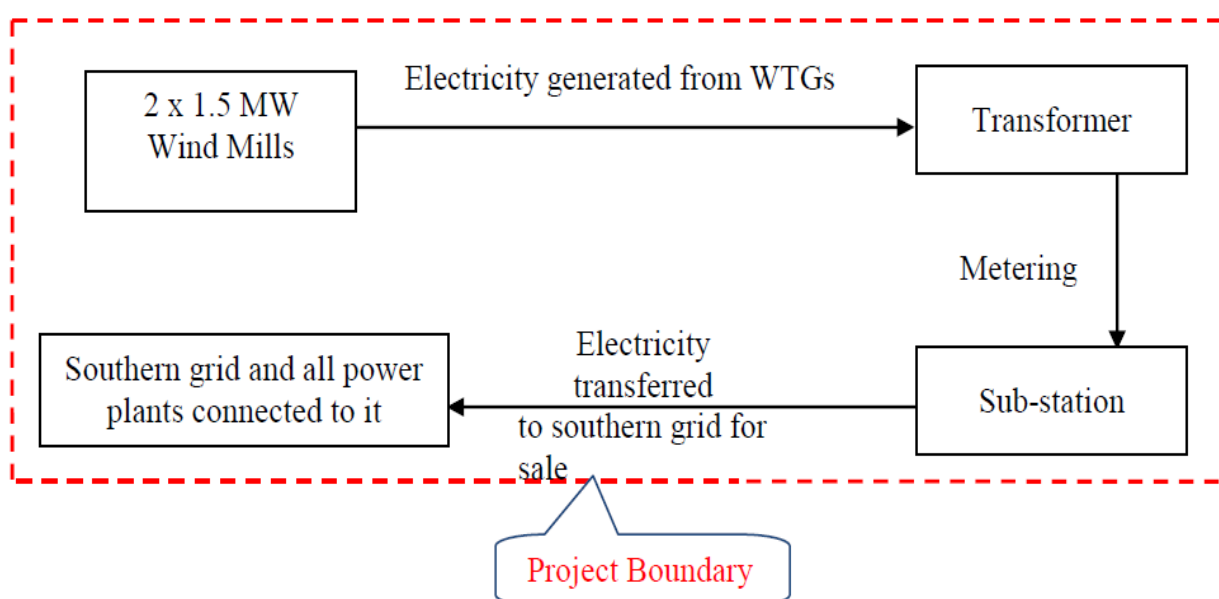 2 x 1.5 MW
Wind Mills
Electricity generated from WTGs
Transformer
Metering
Sub-station
Electricity
transferred
to southern grid for
sale
Southern grid and all power
plants connected to it
Project Boundary